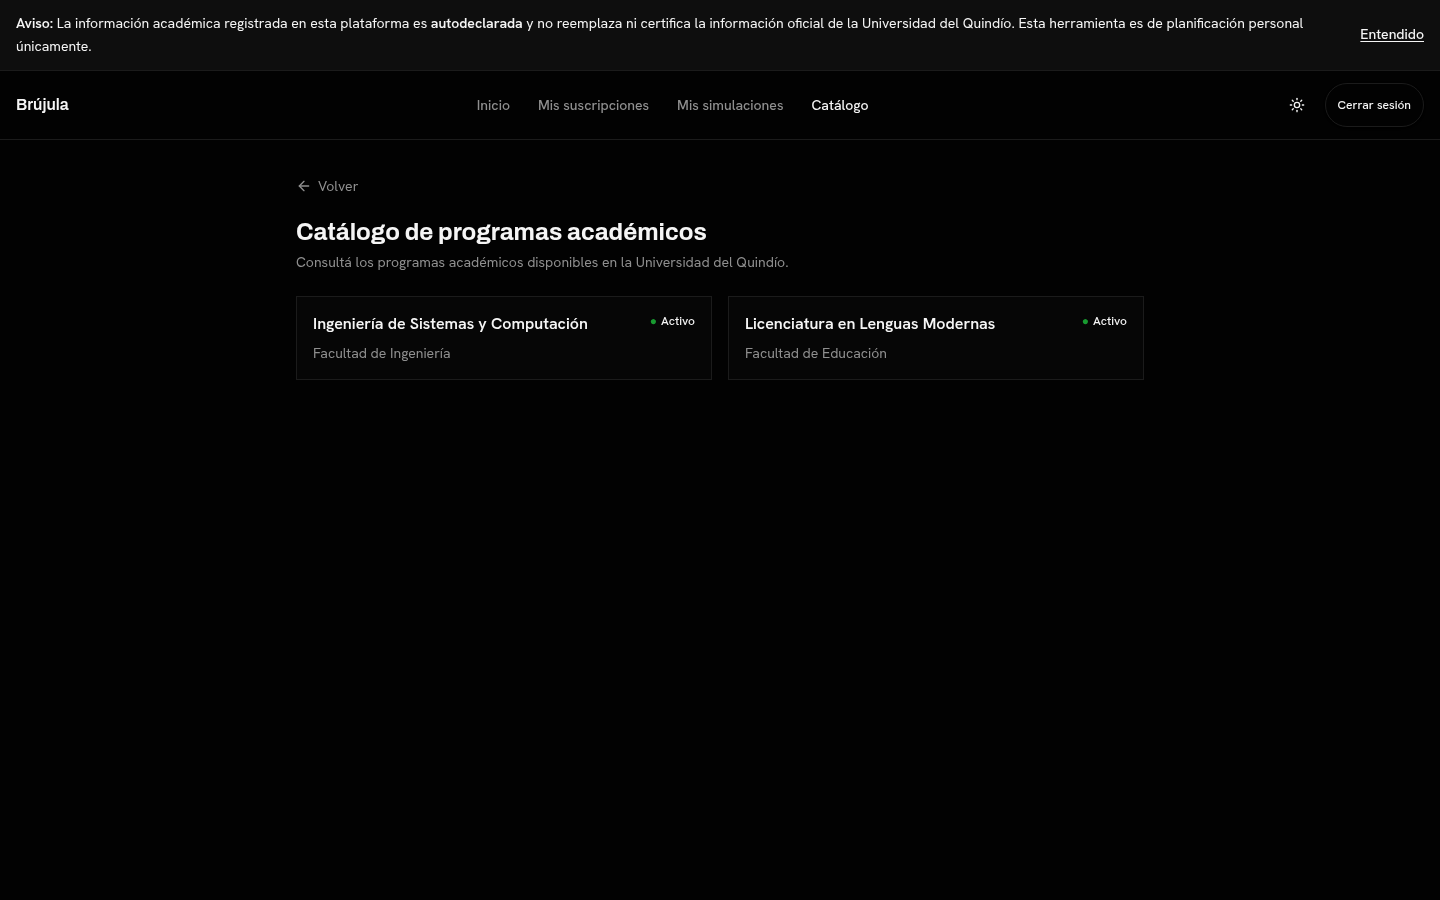 Aviso: La información académica registrada en esta plataforma es autodeclarada y no reemplaza ni certifica la información oficial de la Universidad del Quindío. Esta herramienta es de planificación personal
únicamente.
Entendido
Brújula
Inicio
Mis suscripciones
Mis simulaciones
Catálogo
Cerrar sesión
Volver
Catálogo de programas académicos
Consultá los programas académicos disponibles en la Universidad del Quindío.
Ingeniería de Sistemas y Computación
Activo
Facultad de Ingeniería
Licenciatura en Lenguas Modernas
Activo
Facultad de Educación